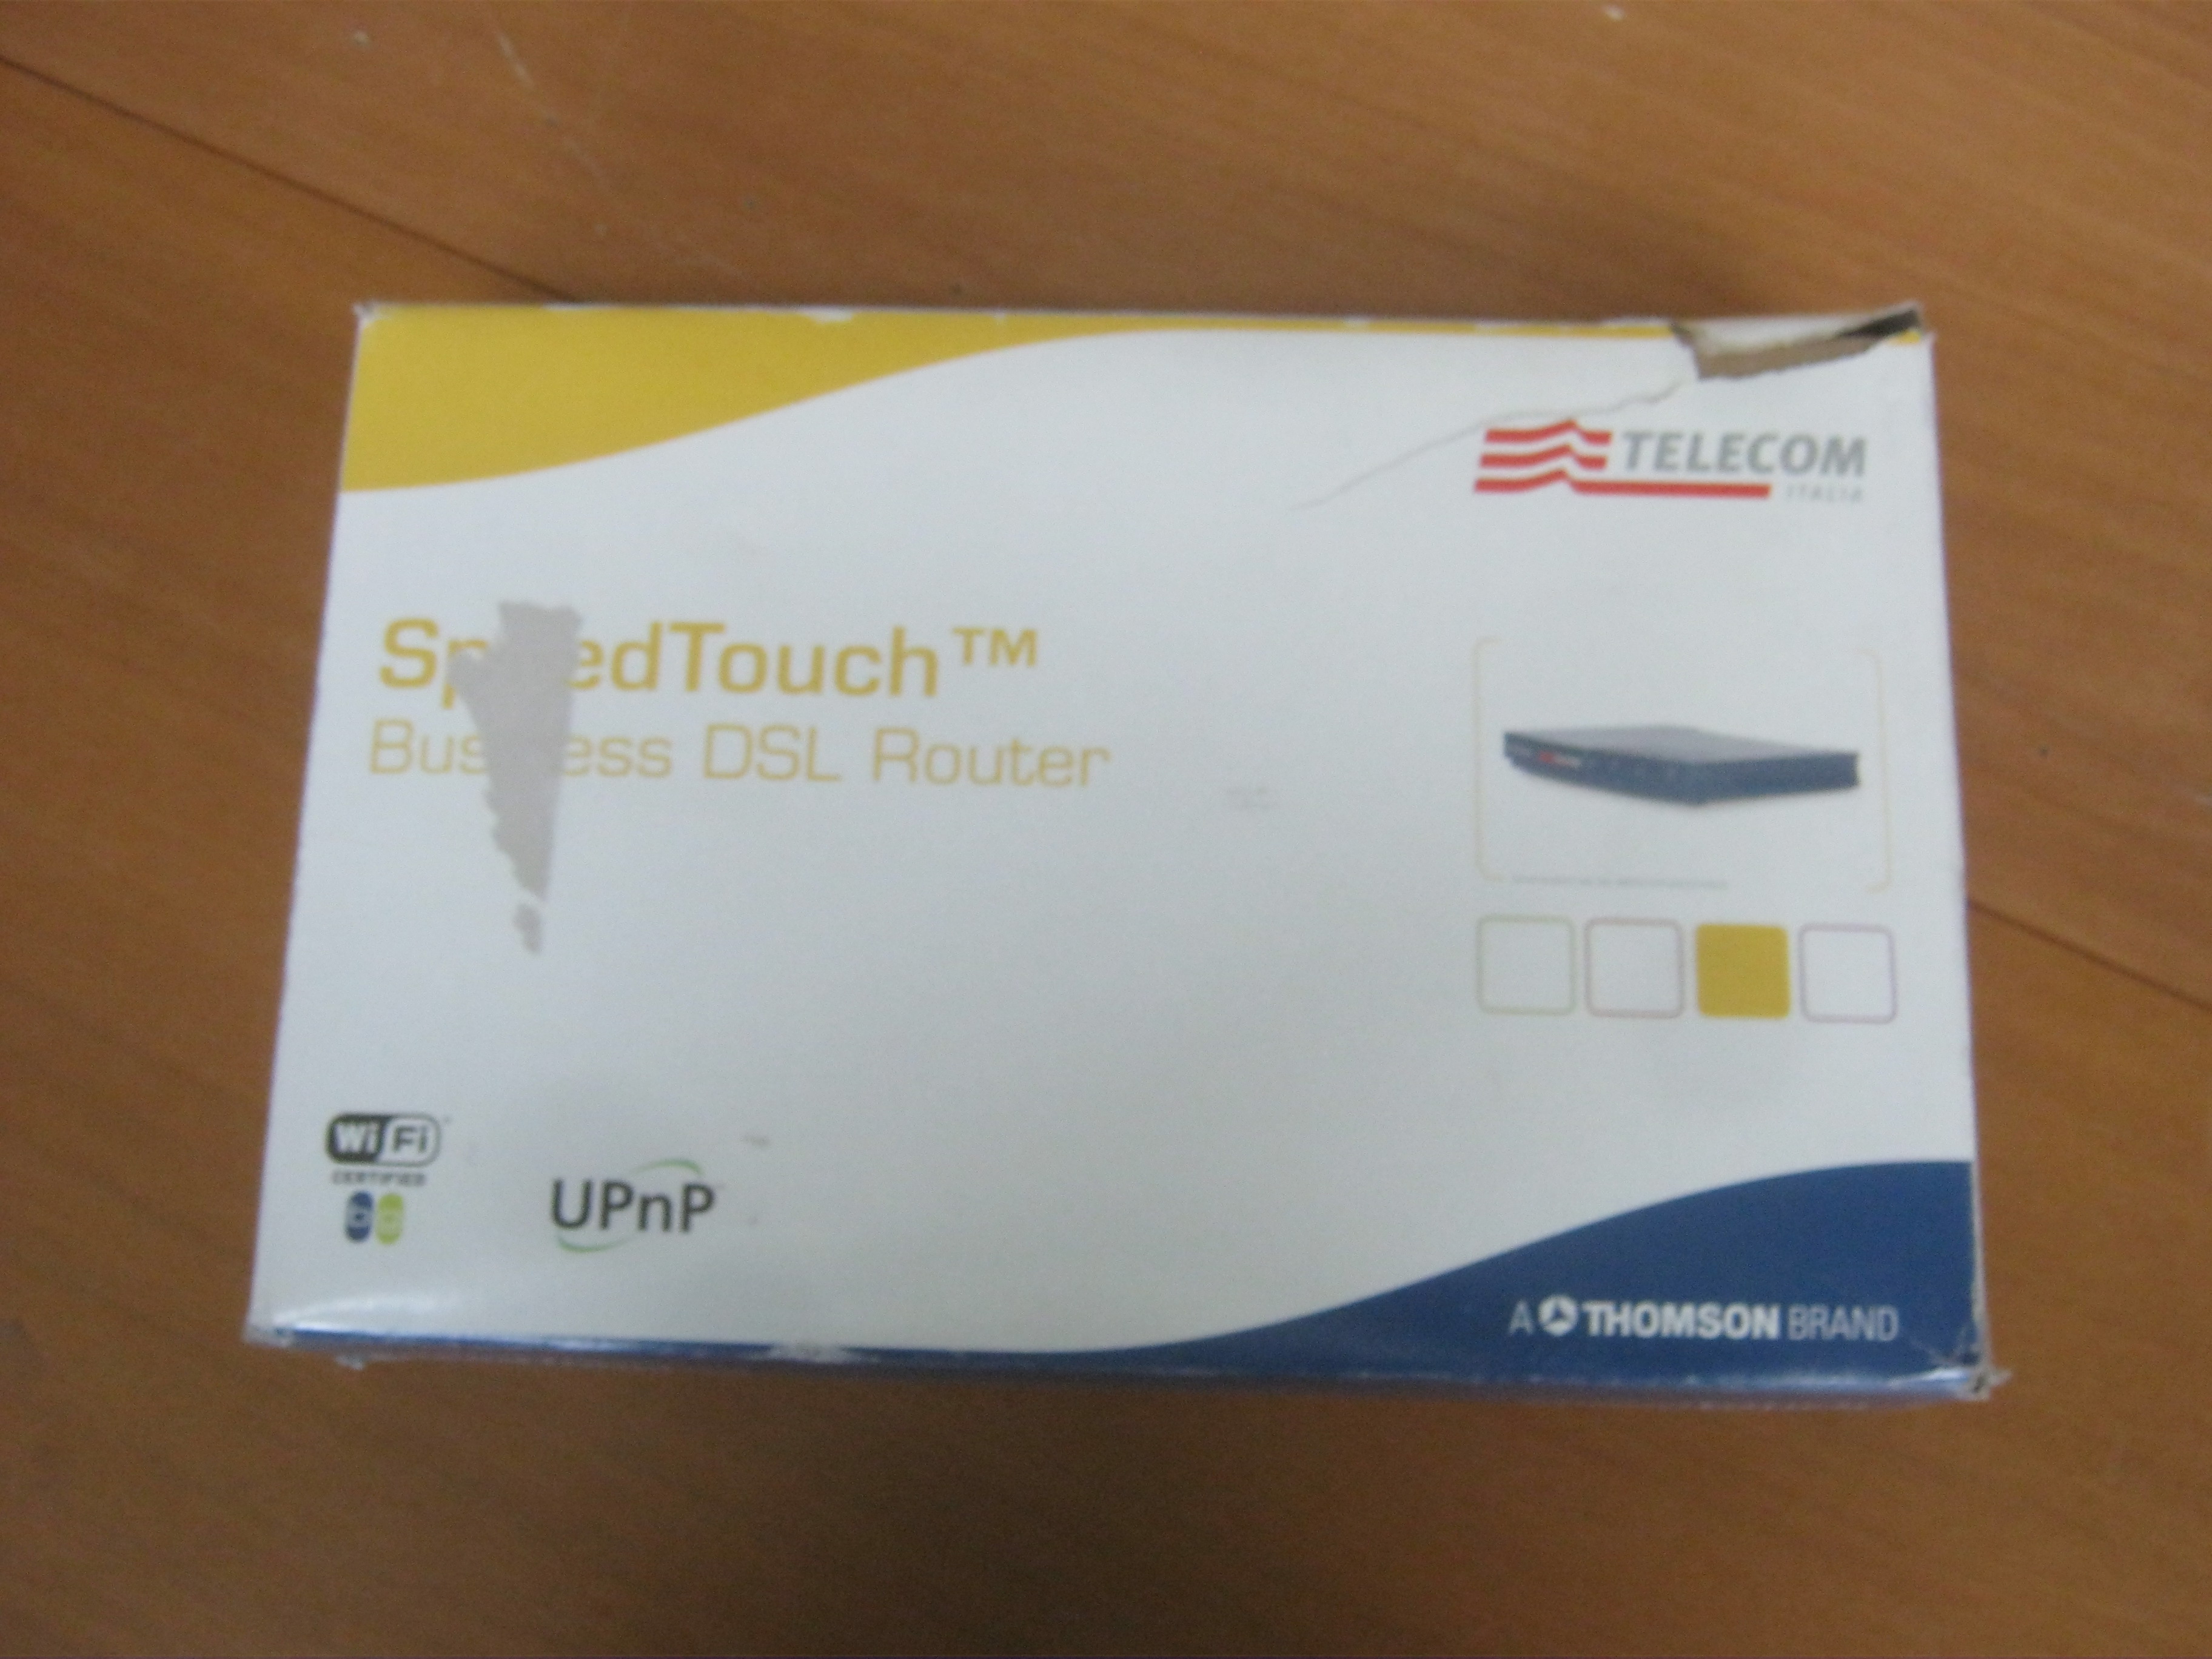 TELECOM
ITALIA
SpeedTouch™
Business DSL Router
Wi Fi
CERTIFIED
UPnP
A THOMSON BRAND